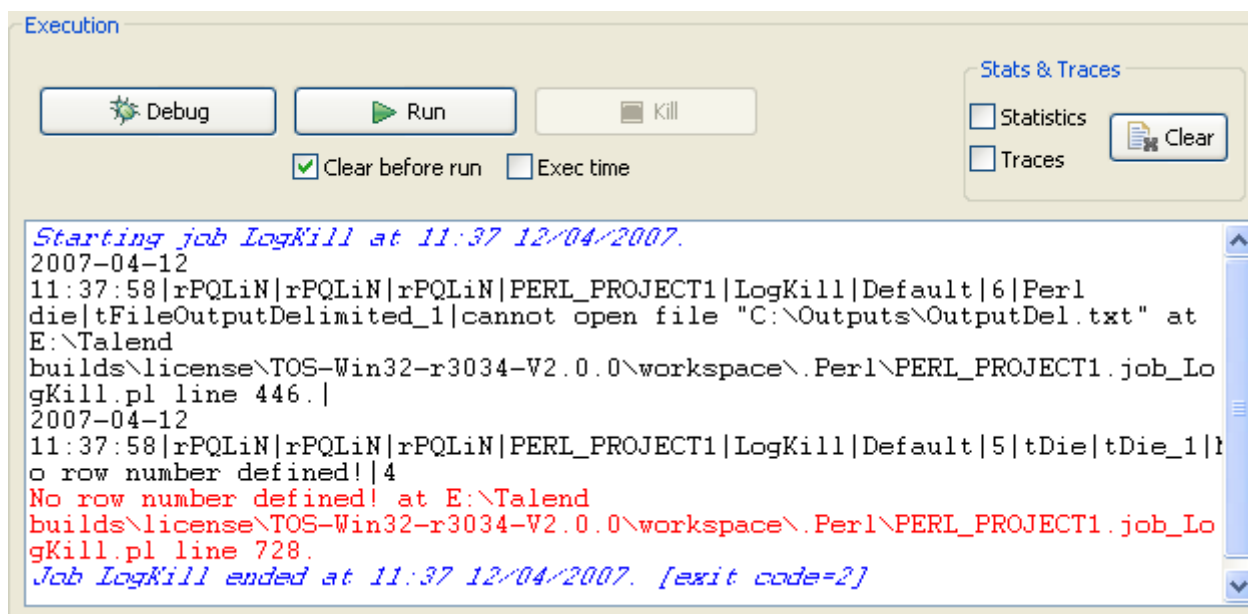 Execution
Debug
Run
Kill
Clear before run
Exec time
Stats & Traces
Statistics
Traces
Clear
Starting job LogKill at 11:37 12/04/2007.
2007-04-12
11:37:58|rPQLiN|rPQLiN|rPQLiN|PERL_PROJECT1|LogKill|Default|6|Perl
die|tFileOutputDelimited_1|cannot open file "C:\Outputs\OutputDel.txt" at
E:\Talend
builds\license\TOS-Win32-r3034-V2.0.0\workspace\.Perl\PERL_PROJECT1.job_Lo
gKill.pl line 446.|
2007-04-12
11:37:58|rPQLiN|rPQLiN|rPQLiN|PERL_PROJECT1|LogKill|Default|5|tDie|tDie_1|N
o row number defined!|4
No row number defined! at E:\Talend
builds\license\TOS-Win32-r3034-V2.0.0\workspace\.Perl\PERL_PROJECT1.job_Lo
gKill.pl line 728.
Job LogKill ended at 11:37 12/04/2007. [exit code=2]